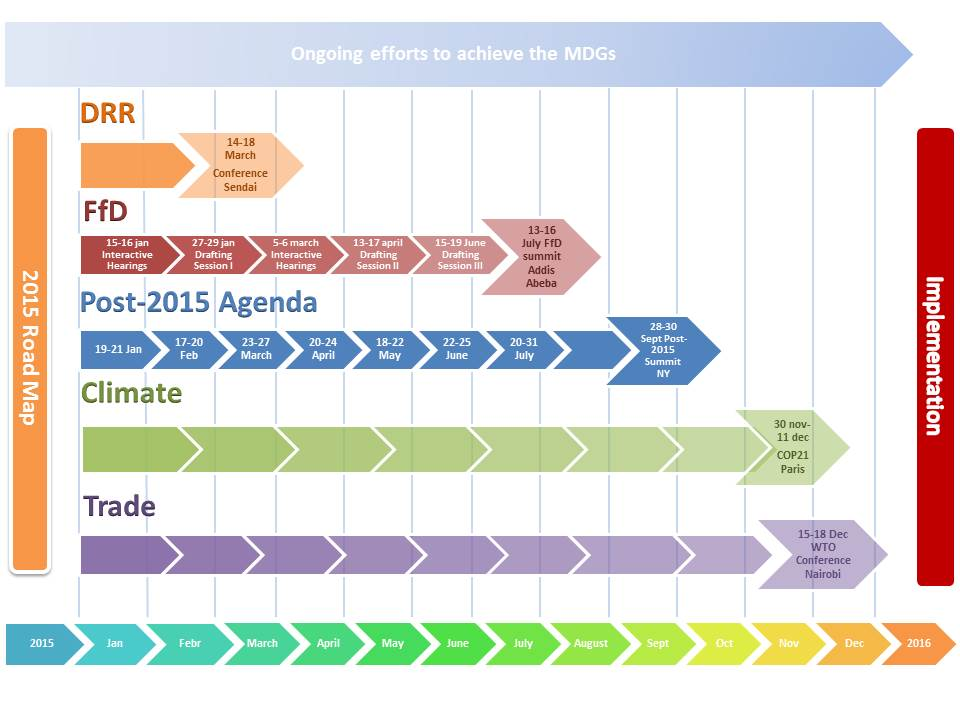 Ongoing efforts to achieve the MDGs
2015 Road Map
DRR
14-18
March
Conference
Sendai
FfD
15-16 jan
Interactive
Hearings
27-29 jan
Drafting
Session I
5-6 march
Interactive
Hearings
13-17 april
Drafting
Session II
15-19 June
Drafting
Session III
13-16
July FfD
summit
Addis
Abeba
Post-2015 Agenda
19-21 Jan
17-20
Feb
23-27
March
20-24
April
18-22
May
22-25
June
20-31
July
28-30
Sept Post-
2015
Summit
NY
Climate
30 nov-
11 dec
COP21
Paris
Trade
15-18 Dec
WTO
Conference
Nairobi
Implementation
2015
Jan
Febr
March
April
May
June
July
August
Sept
Oct
Nov
Dec
2016